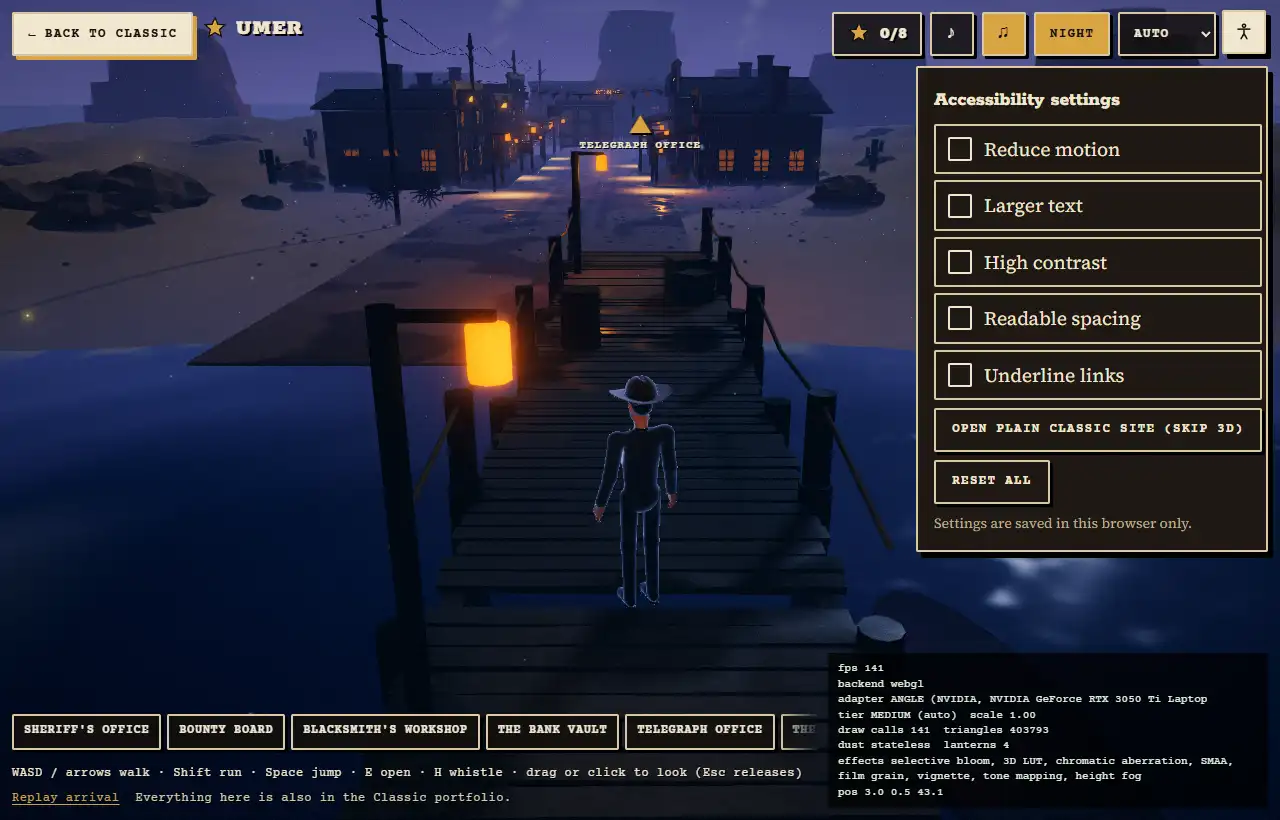 ← BACK TO CLASSIC
UMER
0/8
♪
♫
NIGHT
AUTO
Accessibility settings
Reduce motion
Larger text
High contrast
Readable spacing
Underline links
OPEN PLAIN CLASSIC SITE (SKIP 3D)
RESET ALL
Settings are saved in this browser only.
TELEGRAPH OFFICE
fps 141
backend webgl
adapter ANGLE (NVIDIA, NVIDIA GeForce RTX 3050 Ti Laptop
tier MEDIUM (auto) scale 1.00
draw calls 141 triangles 403793
dust stateless lanterns 4
effects selective bloom, 3D LUT, chromatic aberration, SMAA,
film grain, vignette, tone mapping, height fog
pos 3.0 0.5 43.1
SHERIFF'S OFFICE
BOUNTY BOARD
BLACKSMITH'S WORKSHOP
THE BANK VAULT
TELEGRAPH OFFICE
THE
WASD / arrows walk · Shift run · Space jump · E open · H whistle · drag or click to look (Esc releases)
Replay arrival Everything here is also in the Classic portfolio.